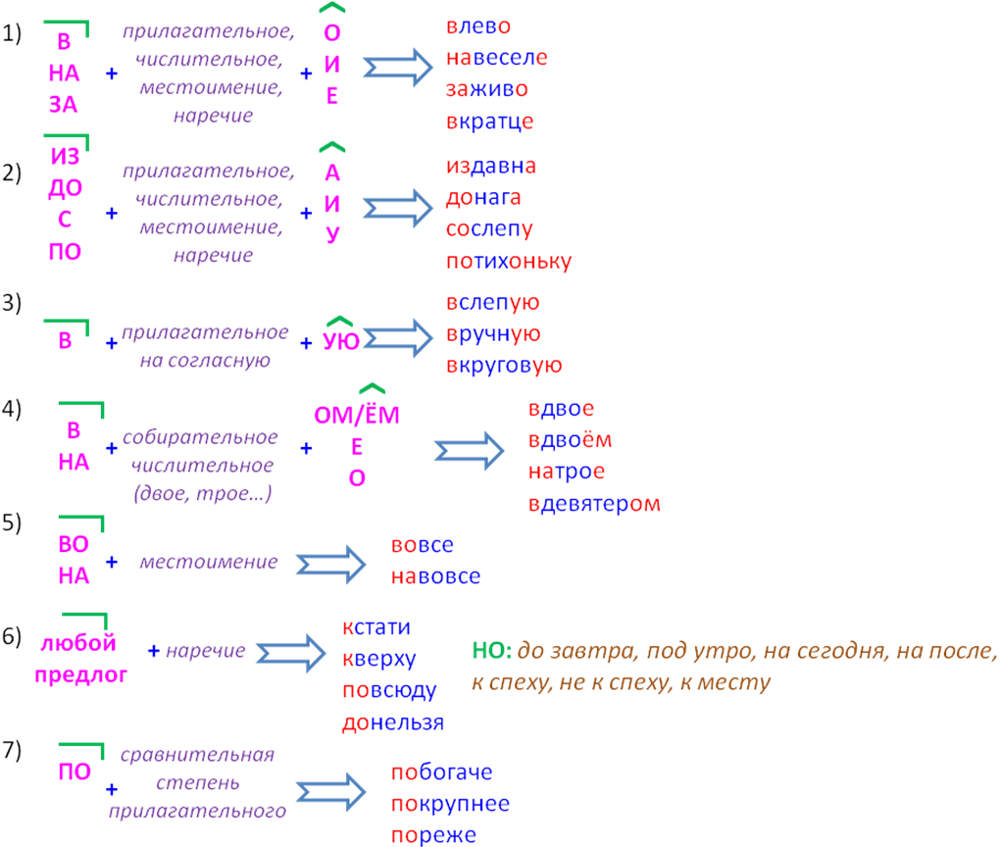 1)
В
НА
ЗА
+
прилагательное,
числительное,
местоимение,
наречие
+
О
И
Е
влево
навеселе
заживо
вкратце
2)
ИЗ
ДО
С
ПО
+
прилагательное,
числительное,
местоимение,
наречие
+
А
И
У
издавна
донага
сослепу
потихоньку
3)
В
+
прилагательное
на согласную
+
УЮ
вслепую
вручную
вкруговую
4)
В
НА
+
собирательное
числительное
(двое, трое...)
+
ОМ/ЁМ
Е
О
вдвое
вдвоём
натрое
вдевятером
5)
ВО
НА
+
местоимение
вовсе
навовсе
6)
любой
предлог
+ наречие
кстати
кверху
повсюду
донельзя
НО: до завтра, под утро, на сегодня, на после,
к спеху, не к спеху, к месту
7)
ПО
+
сравнительная
степень
прилагательного
побогаче
покрупнее
пореже